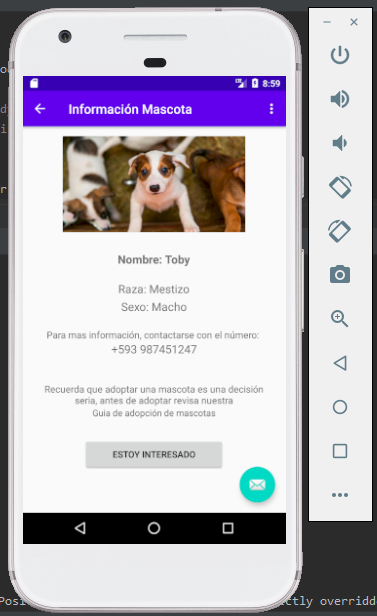 8:59
Información Mascota
Nombre: Toby
Raza: Mestizo
Sexo: Macho
Para mas información, contactarse con el número:
+593 987451247
Recuerda que adoptar una mascota es una decisión
seria, antes de adoptar revisa nuestra
Guia de adopción de mascotas
ESTOY INTERESADO
Posi
ctly overridd